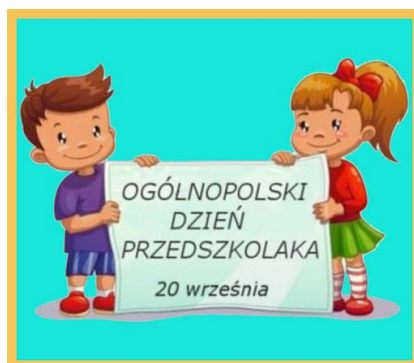 OGÓLNOPOLSKI
DZIEŃ
PRZEDSZKOLAKA
20 września